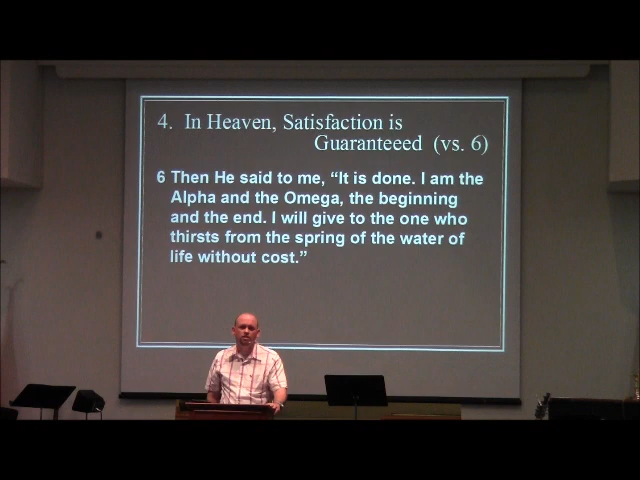 4. In Heaven, Satisfaction is
Guaranteeed (vs. 6)
6 Then He said to me, “It is done. I am the
Alpha and the Omega, the beginning
and the end. I will give to the one who
thirsts from the spring of the water of
life without cost.”